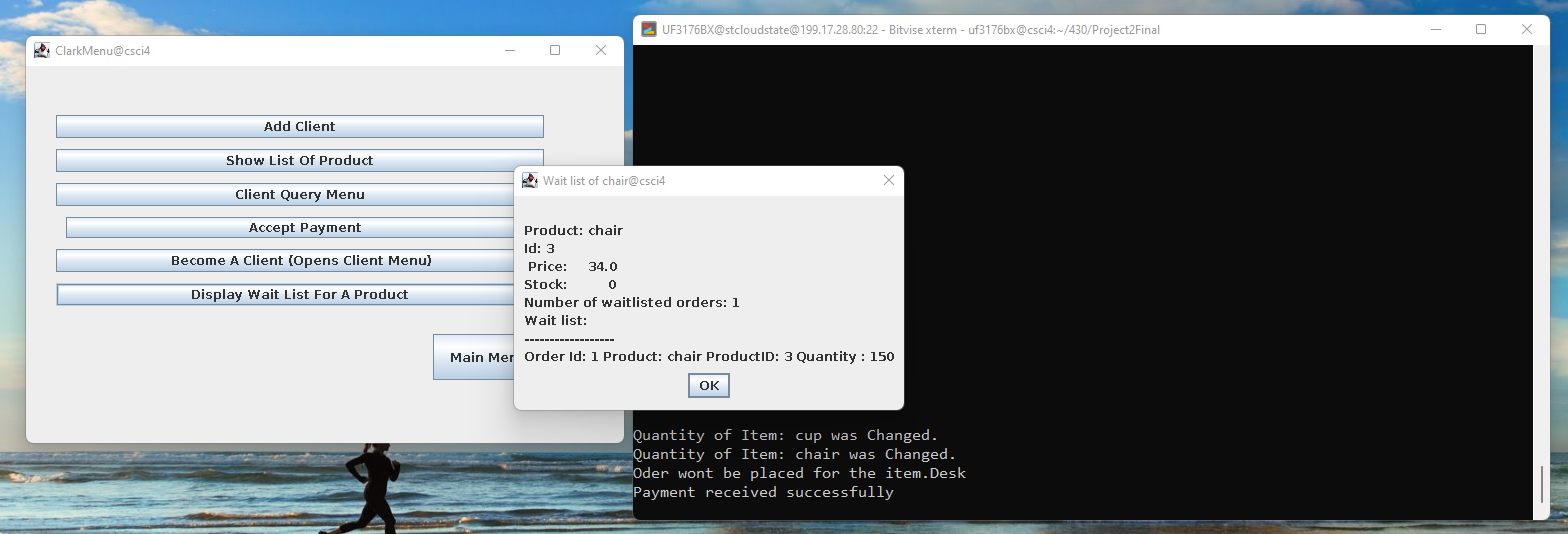 ClarkMenu@csci4
Add Client
Show List Of Product
Client Query Menu
Accept Payment
Become A Client (Opens Client Menu)
Display Wait List For A Product
Main Mer
Wait list of chair@csci4
Product: chair
Id: 3
Price: 34.0
Stock: 0
Number of waitlisted orders: 1
Wait list:
------------------
Order Id: 1 Product: chair ProductID: 3 Quantity : 150
OK
UF3176BX@stcloudstate@199.17.28.80:22 - Bitvise xterm - uf3176bx@csci4:~/430/Project2Final
Quantity of Item: cup was Changed.
Quantity of Item: chair was Changed.
Oder wont be placed for the item.Desk
Payment received successfully